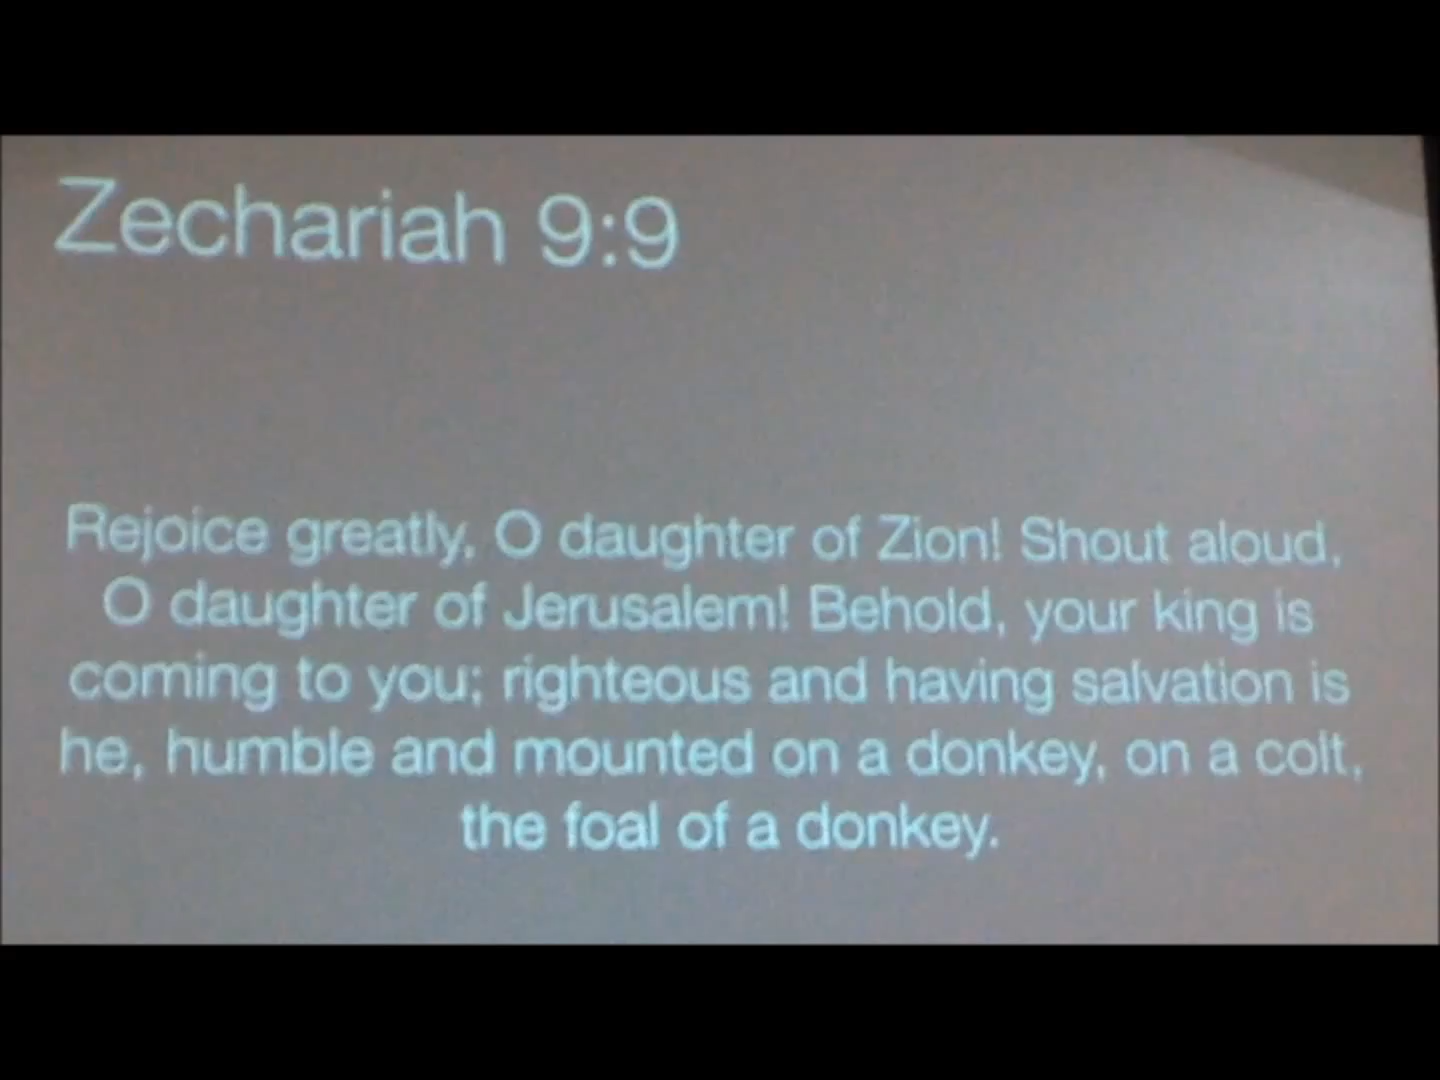 Zechariah 9:9
Rejoice greatly, O daughter of Zion! Shout aloud,
O daughter of Jerusalem! Behold, your king is
coming to you; righteous and having salvation is
he, humble and mounted on a donkey, on a colt,
the foal of a donkey.